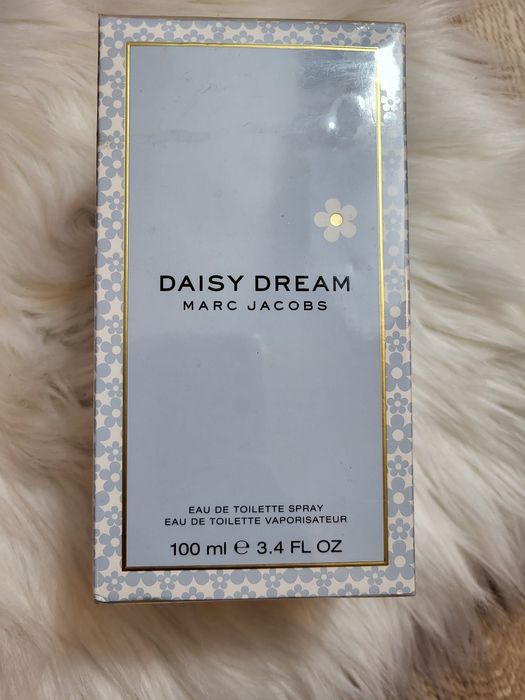 DAISY DREAM
MARC JACOBS
EAU DE TOILETTE SPRAY
EAU DE TOILETTE VAPORISATEUR
100 ml ℮ 3.4 FL OZ